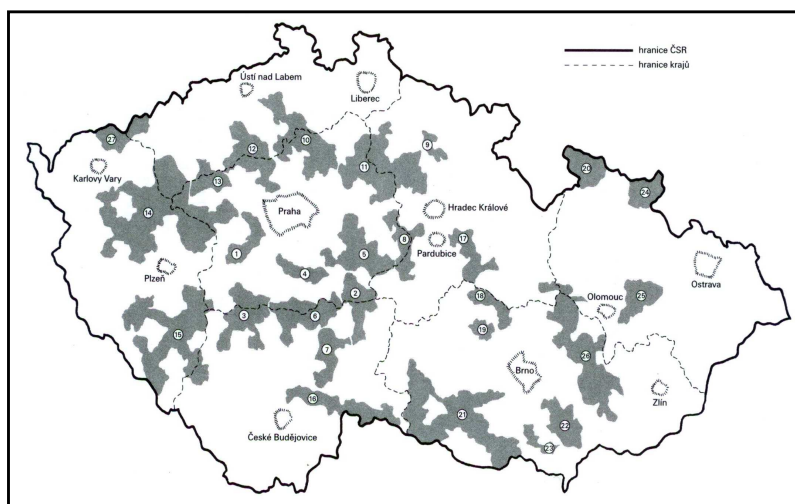 hranice ČSR
hranice krajů
Ústí nad Labem
Liberec
27
12
10
9
Karlovy Vary
13
11
20
24
14
Praha
Hradec Králové
1
5
8
17
Pardubice
Plzeň
4
Ostrava
2
18
Olomouc
25
3
6
19
15
7
26
Brno
Zlín
16
21
České Budějovice
22
23